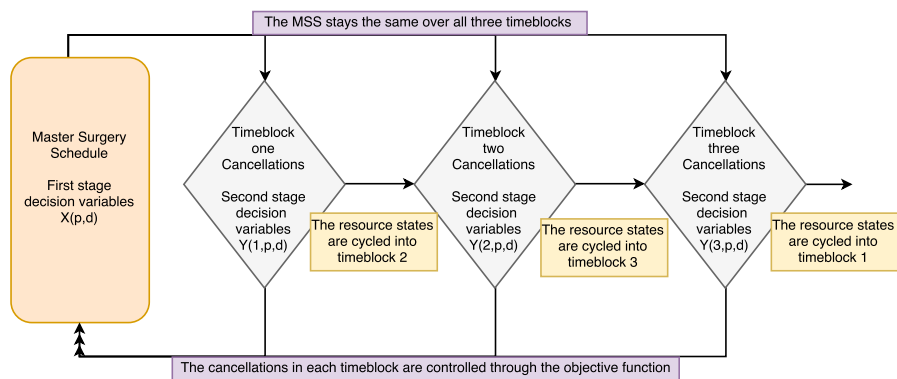 The MSS stays the same over all three timeblocks
Master Surgery
Schedule
First stage
decision variables
X(p,d)
Timeblock
one
Cancellations
Second stage
decision
variables
Y(1,p,d)
The resource states
are cycled into
timeblock 2
Timeblock
two
Cancellations
Second stage
decision
variables
Y(2,p,d)
The resource states
are cycled into
timeblock 3
Timeblock
three
Cancellations
Second stage
decision
variables
Y(3,p,d)
The resource states
are cycled into
timeblock 1
The cancellations in each timeblock are controlled through the objective function